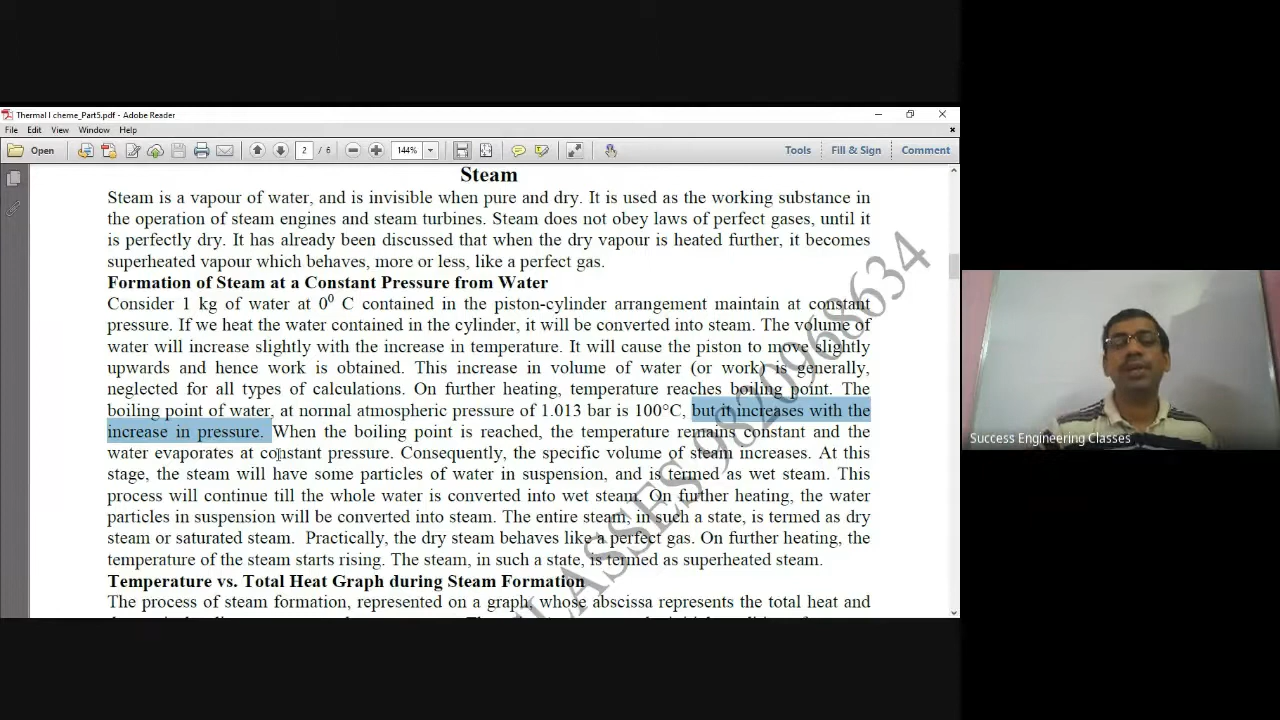 Thermal I cheme_Part5.pdf - Adobe Reader
File Edit View Window Help
Open 2 / 6 144% Tools Fill & Sign Comment
Steam
Steam is a vapour of water, and is invisible when pure and dry. It is used as the working substance in
the operation of steam engines and steam turbines. Steam does not obey laws of perfect gases, until it
is perfectly dry. It has already been discussed that when the dry vapour is heated further, it becomes
superheated vapour which behaves, more or less, like a perfect gas.
Formation of Steam at a Constant Pressure from Water
Consider 1 kg of water at 0⁰ C contained in the piston-cylinder arrangement maintain at constant
pressure. If we heat the water contained in the cylinder, it will be converted into steam. The volume of
water will increase slightly with the increase in temperature. It will cause the piston to move slightly
upwards and hence work is obtained. This increase in volume of water (or work) is generally,
neglected for all types of calculations. On further heating, temperature reaches boiling point. The
boiling point of water, at normal atmospheric pressure of 1.013 bar is 100°C, but it increases with the
increase in pressure. When the boiling point is reached, the temperature remains constant and the
water evaporates at constant pressure. Consequently, the specific volume of steam increases. At this
stage, the steam will have some particles of water in suspension, and is termed as wet steam. This
process will continue till the whole water is converted into wet steam. On further heating, the water
particles in suspension will be converted into steam. The entire steam, in such a state, is termed as dry
steam or saturated steam. Practically, the dry steam behaves like a perfect gas. On further heating, the
temperature of the steam starts rising. The steam, in such a state, is termed as superheated steam.
Temperature vs. Total Heat Graph during Steam Formation
The process of steam formation, represented on a graph, whose abscissa represents the total heat and
CLASSES 9820968634
Success Engineering Classes